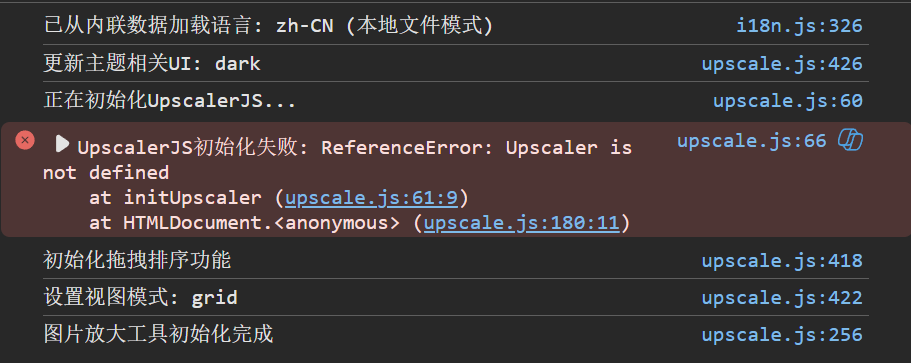 已从内联数据加载语言: zh-CN (本地文件模式) i18n.js:326
更新主题相关UI: dark upscale.js:426
正在初始化UpscalerJS... upscale.js:60
UpscalerJS初始化失败: ReferenceError: Upscaler is upscale.js:66
not defined
at initUpscaler (upscale.js:61:9)
at HTMLDocument.<anonymous> (upscale.js:180:11)
初始化拖拽排序功能 upscale.js:418
设置视图模式: grid upscale.js:422
图片放大工具初始化完成 upscale.js:256